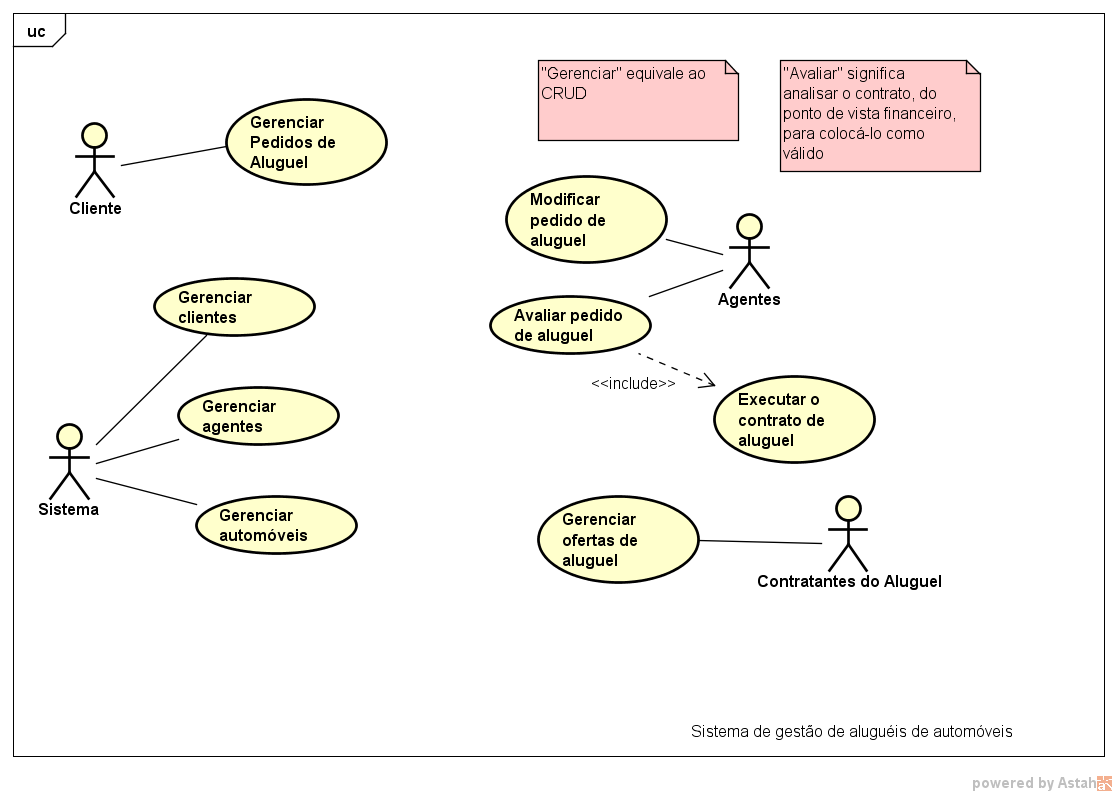 uc
"Gerenciar" equivale ao
CRUD
"Avaliar" significa
analisar o contrato, do
ponto de vista financeiro,
para colocá-lo como
válido
Gerenciar
Pedidos de
Aluguel
Cliente
Modificar
pedido de
aluguel
Agentes
Avaliar pedido
de aluguel
<<include>>
Executar o
contrato de
aluguel
Gerenciar
clientes
Gerenciar
agentes
Sistema
Gerenciar
automóveis
Gerenciar
ofertas de
aluguel
Contratantes do Aluguel
Sistema de gestão de aluguéis de automóveis
powered by Astah